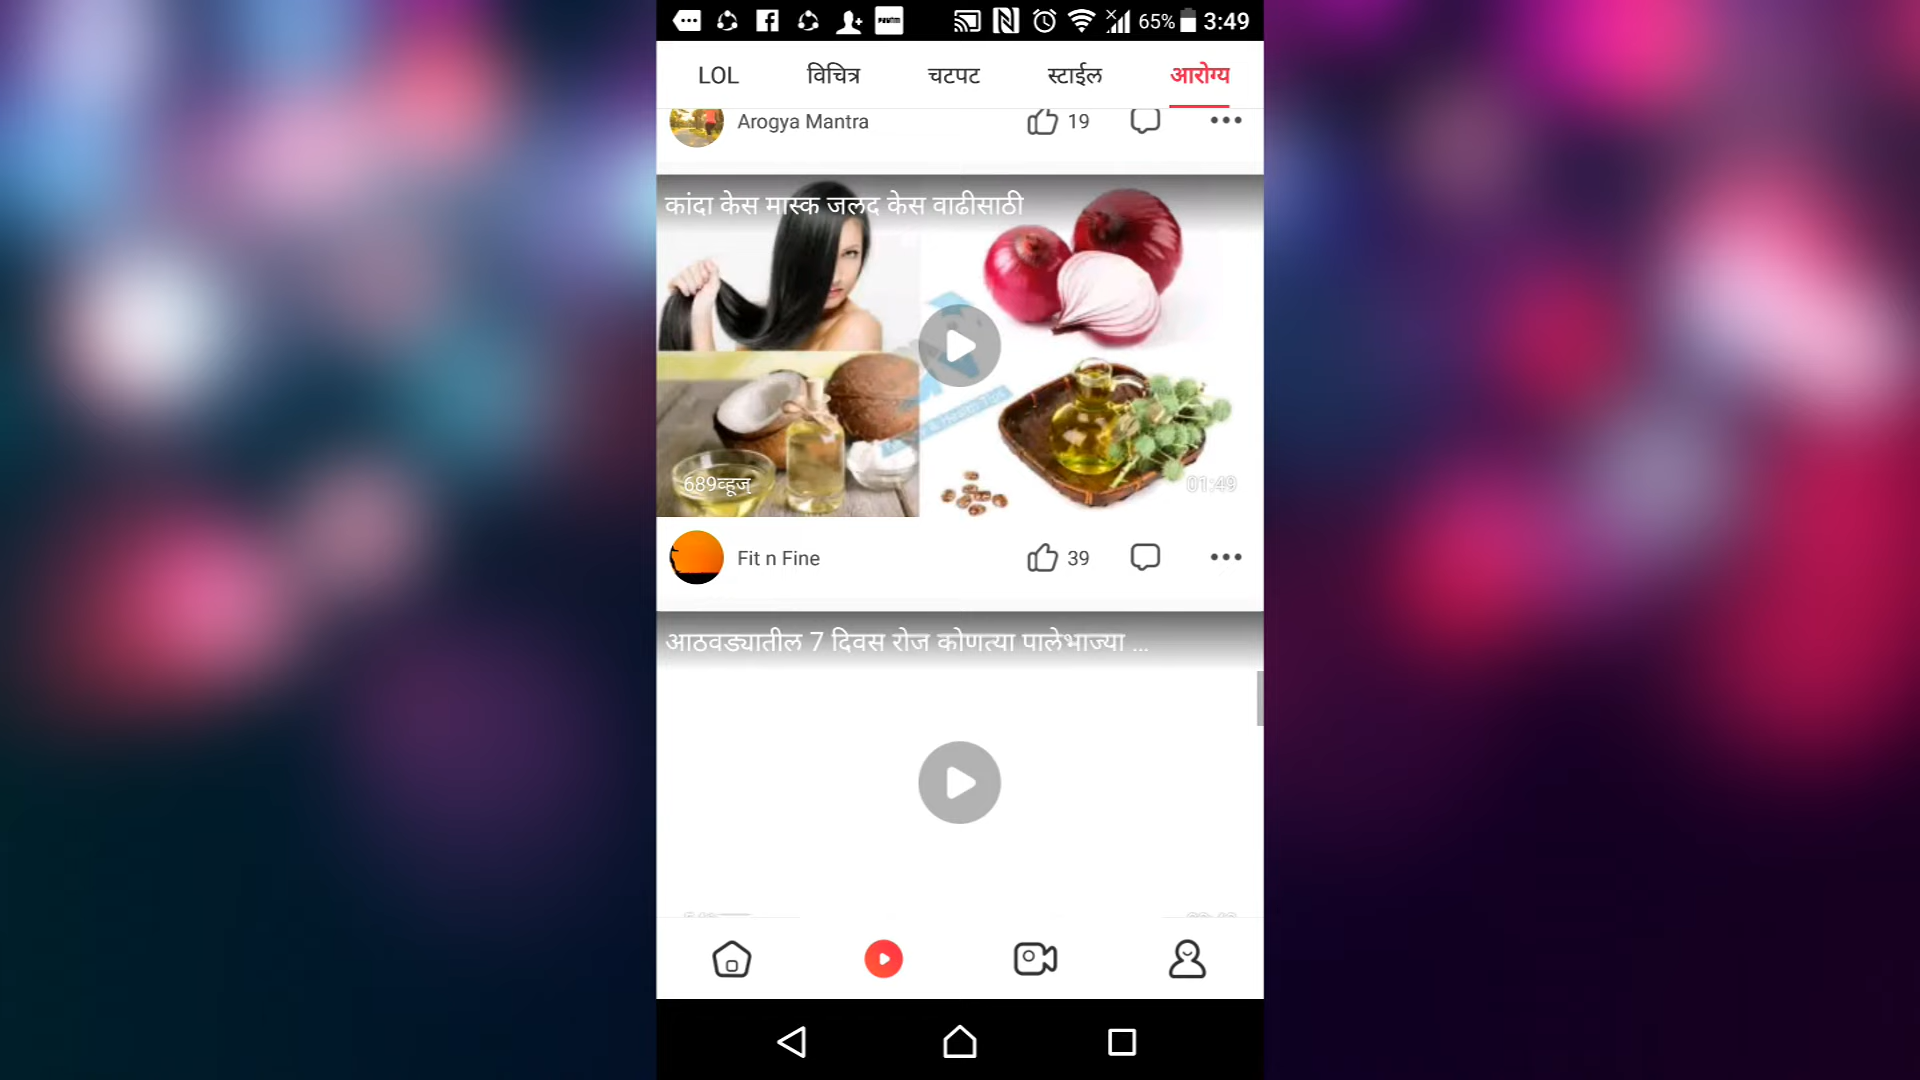 65% 3:49
LOL विचित्र चटपट स्टाईल आरोग्य
Arogya Mantra 19
कांदा केस मास्क जलद केस वाढीसाठी
689व्हूज् 01:49
Fit n Fine 39
आठवड्यातील 7 दिवस रोज कोणत्या पालेभाज्या ...